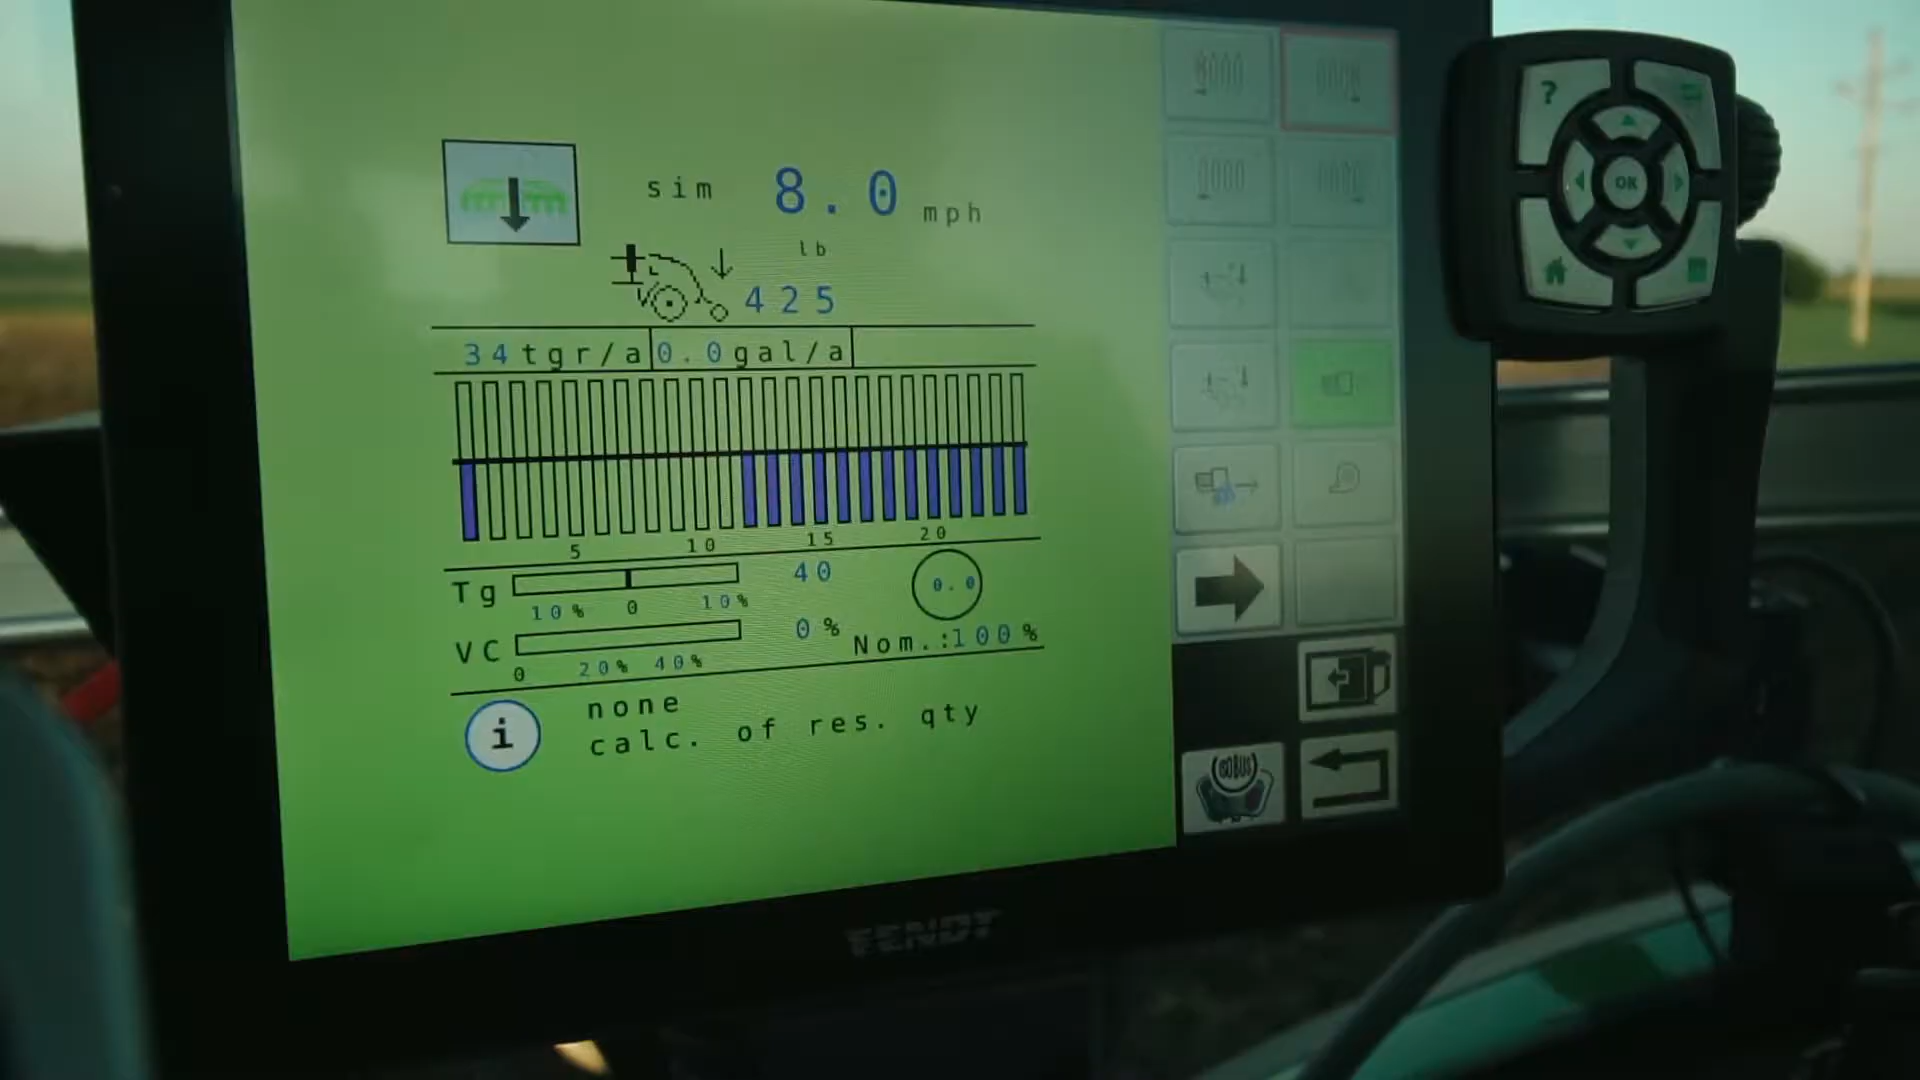 sim 8.0 mph
lb
425
34tgr/a 0.0gal/a
5 10 15 20
Tg 40 0.0
10% 0 10%
VC 0% Nom.:100%
0 20% 40%
i none
calc. of res. qty
ISOBUS
FENDT
?
OK